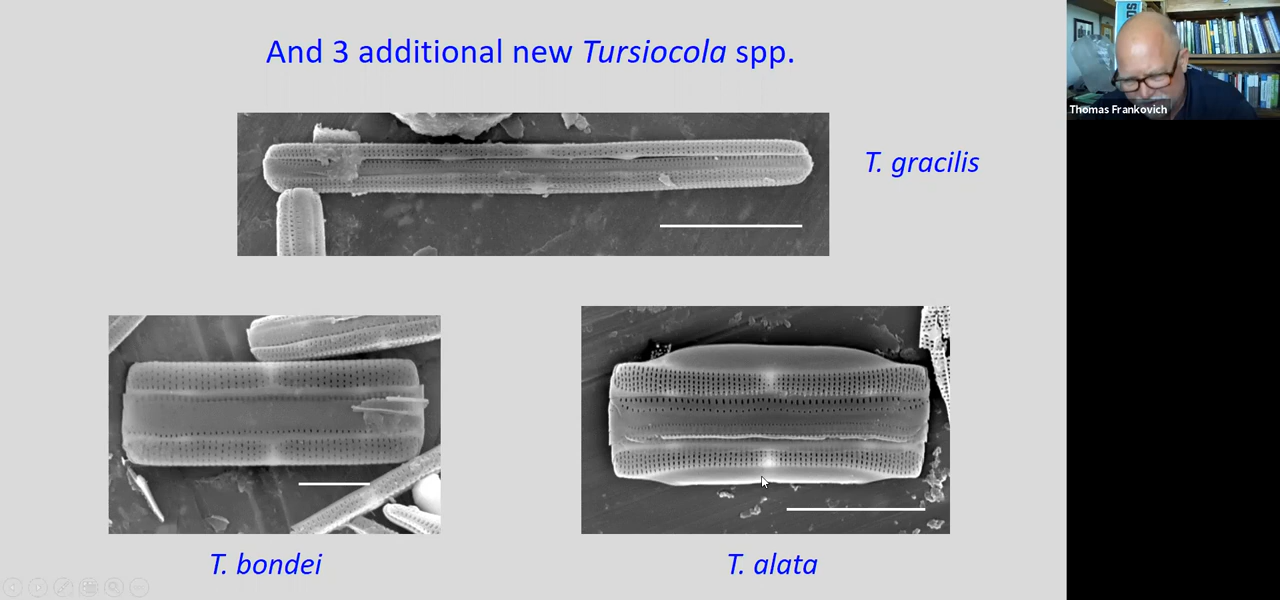 And 3 additional new Tursiocola spp.
Thomas Frankovich
T. gracilis
T. bondei
T. alata